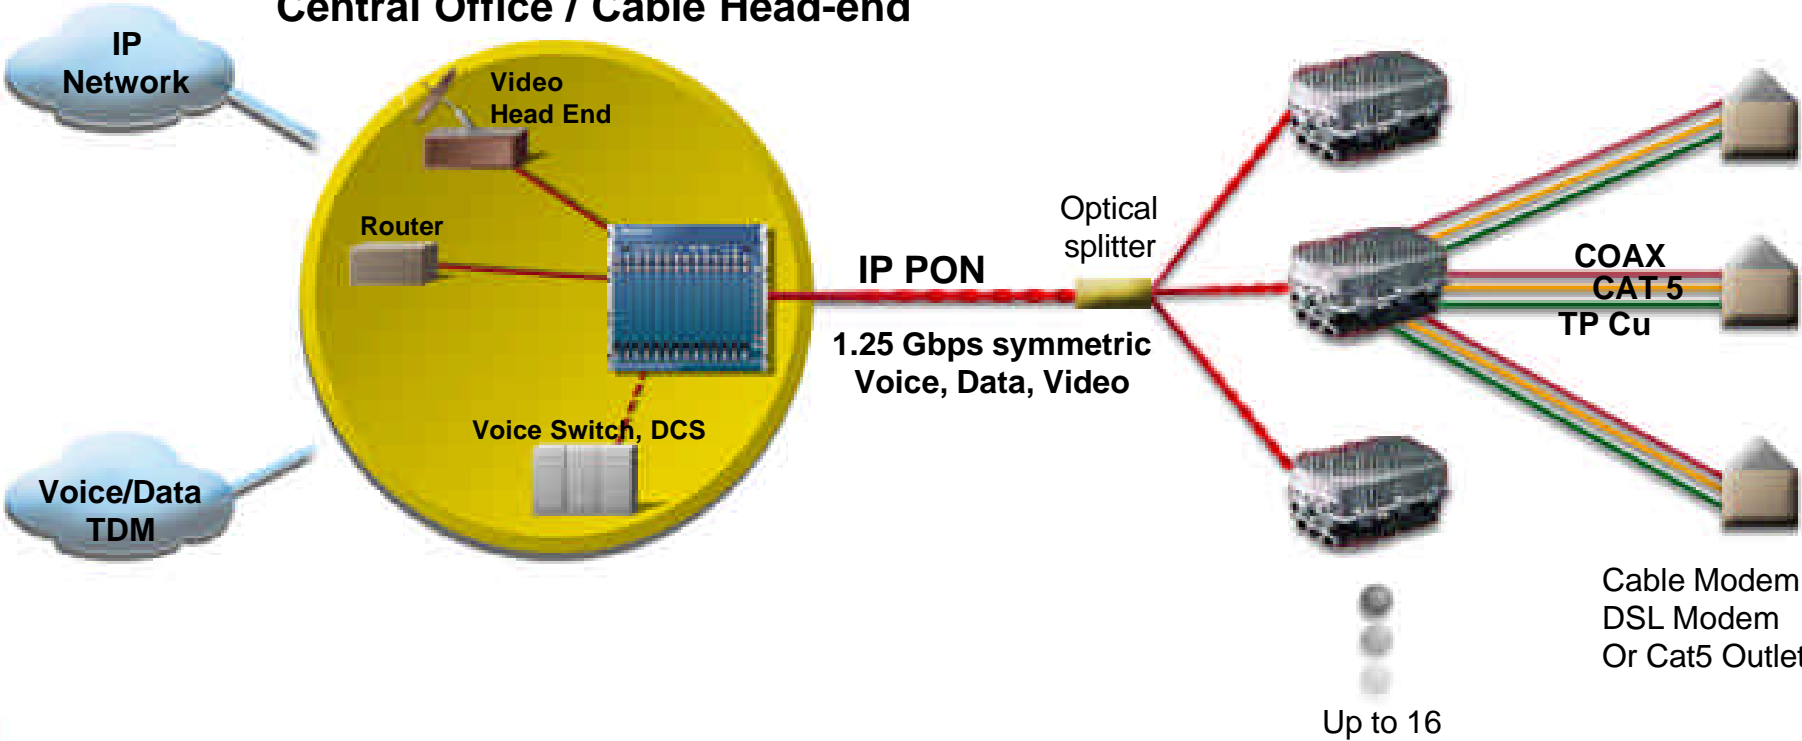 Central Office / Cable Head-end
IP
Network
Video
Head End
Router
Voice Switch, DCS
Voice/Data
TDM
IP PON
1.25 Gbps symmetric
Voice, Data, Video
Optical
splitter
COAX
CAT 5
TP Cu
Cable Modem
DSL Modem
Or Cat5 Outlet
Up to 16